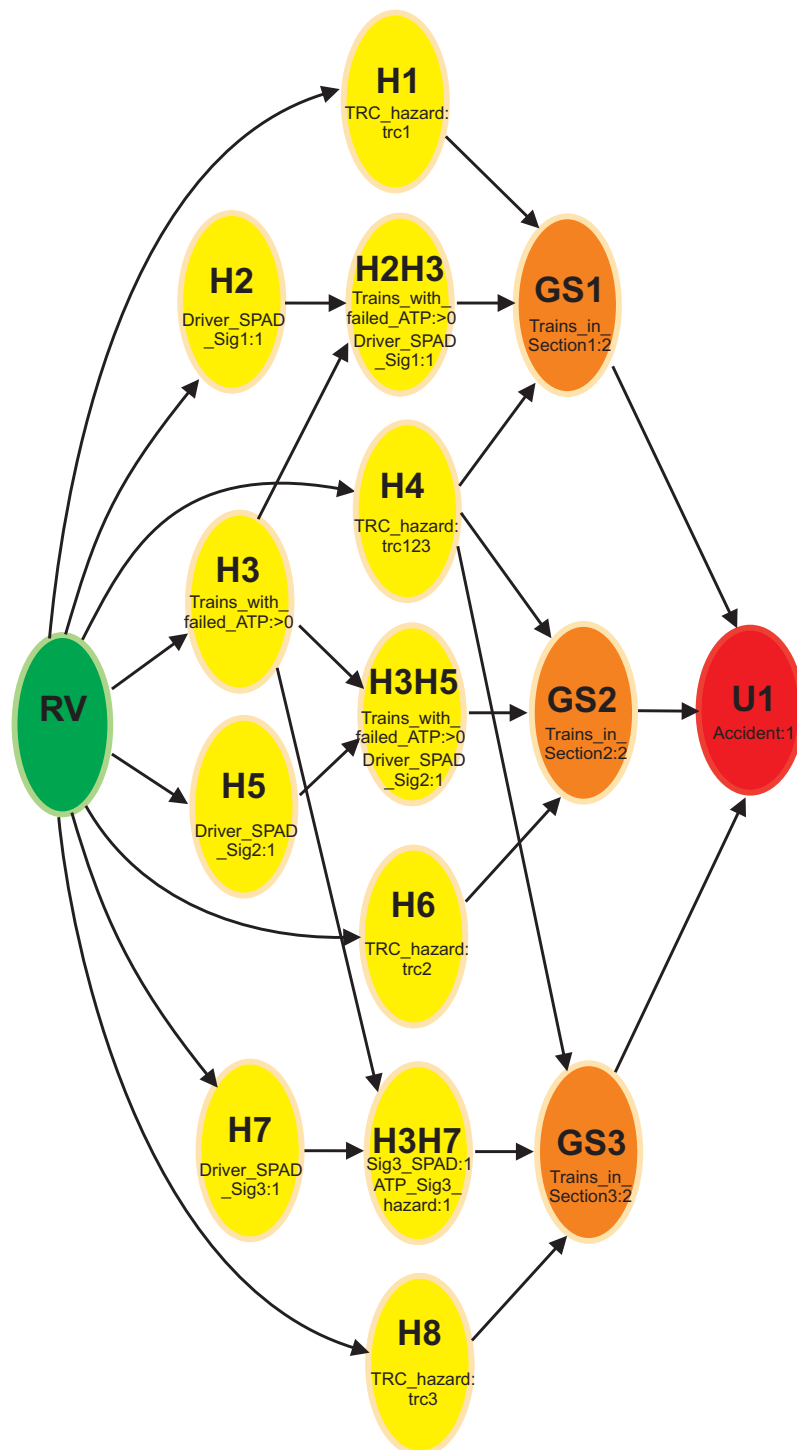 H1
TRC_hazard:
trc1
H2
Driver_SPAD
_Sig1:1
H2H3
Trains_with_
failed_ATP:>0
Driver_SPAD
_Sig1:1
GS1
Trains_in_
Section1:2
H4
TRC_hazard:
trc123
H3
Trains_with_
failed_ATP:>0
RV
H3H5
Trains_with_
failed_ATP:>0
Driver_SPAD
_Sig2:1
GS2
Trains_in_
Section2:2
U1
Accident:1
H5
Driver_SPAD
_Sig2:1
H6
TRC_hazard:
trc2
H7
Driver_SPAD
_Sig3:1
H3H7
Sig3_SPAD:1
ATP_Sig3_
hazard:1
GS3
Trains_in_
Section3:2
H8
TRC_hazard:
trc3